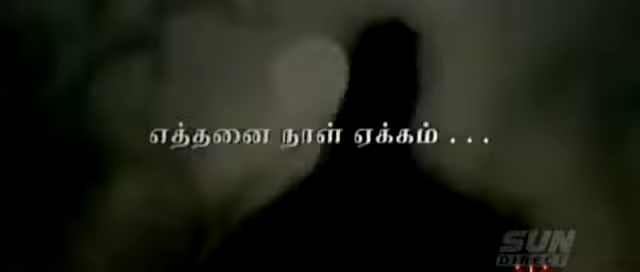 எத்தனை நாள் ஏக்கம் . . .
SUN
DIRECT